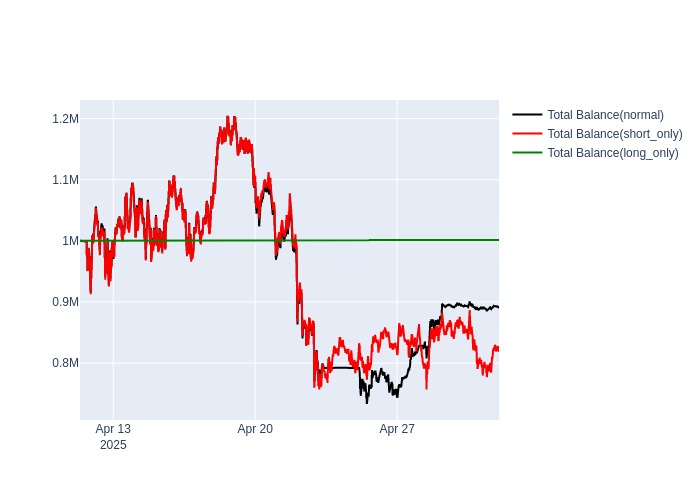 Total Balance(normal)
Total Balance(short_only)
Total Balance(long_only)
1.2M
1.1M
1M
0.9M
0.8M
Apr 13
2025
Apr 20
Apr 27